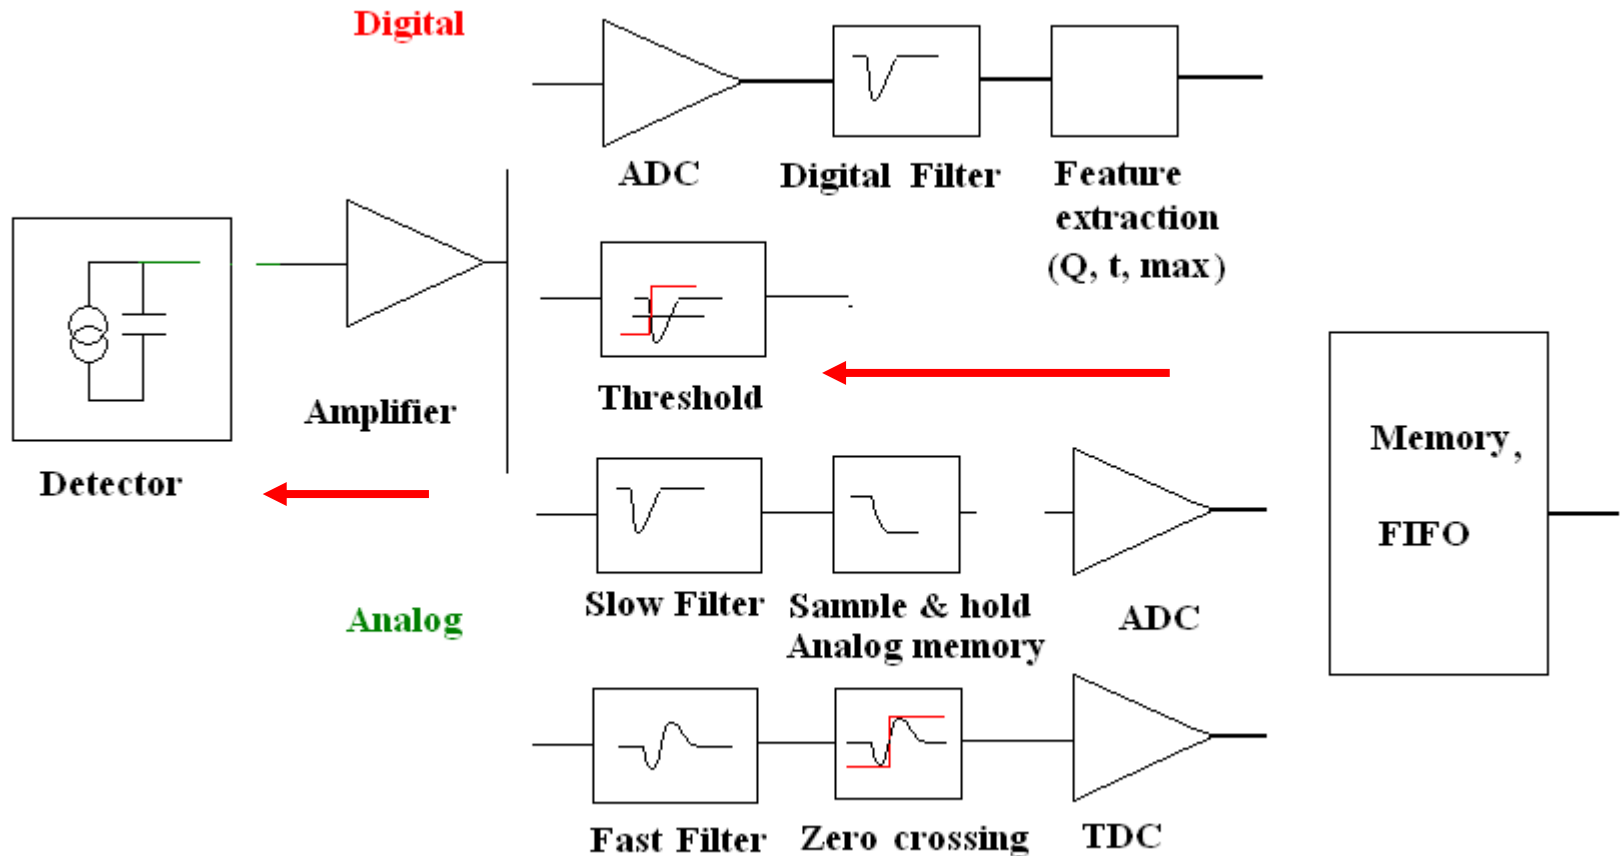 Digital
ADC
Digital Filter
Feature
extraction
(Q, t, max)
Detector
Amplifier
Threshold
Memory,
FIFO
Analog
Slow Filter
Sample & hold
Analog memory
ADC
Fast Filter
Zero crossing
TDC